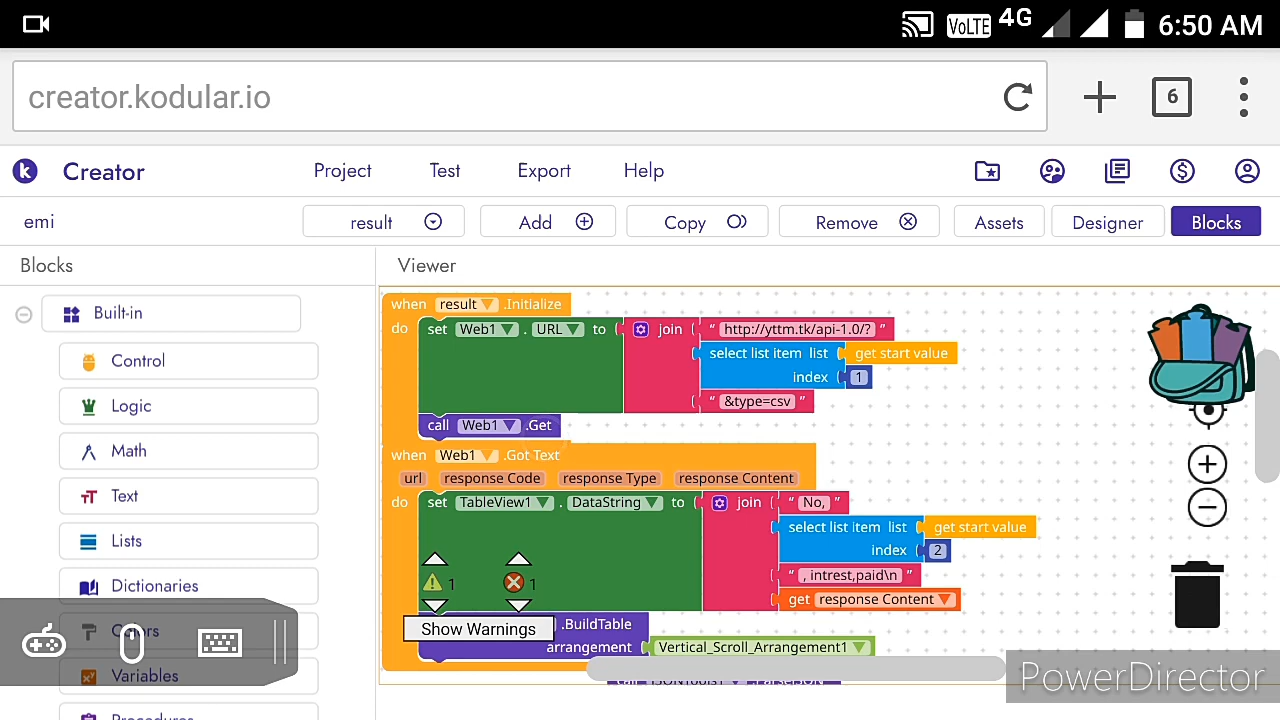 VoLTE 4G 6:50 AM
creator.kodular.io 6
k Creator Project Test Export Help
emi result Add Copy Remove Assets Designer Blocks
Blocks Viewer
Built-in
Control
Logic
Math
Text
Lists
Dictionaries
Colors
Variables
Procedures
when result .Initialize
do set Web1 . URL to join " http://yttm.tk/api-1.0/? "
select list item list get start value
index 1
" &type=csv "
call Web1 .Get
when Web1 .Got Text
url response Code response Type response Content
do set TableView1 . DataString to join " No, "
select list item list get start value
index 2
" , intrest,paid\n "
get response Content
1 1
Show Warnings
.BuildTable
arrangement Vertical_Scroll_Arrangement1
PowerDirector